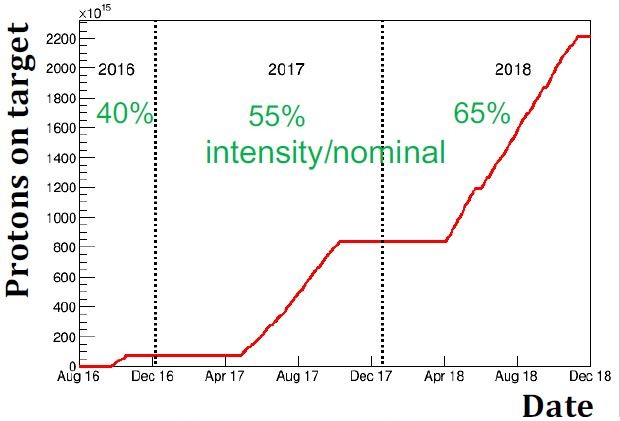 ×10¹⁵
Protons on target
2200
2000
1800
1600
1400
1200
1000
800
600
400
200
0
2016
2017
2018
40%
55%
65%
intensity/nominal
Aug 16
Dec 16
Apr 17
Aug 17
Dec 17
Apr 18
Aug 18
Dec 18
Date